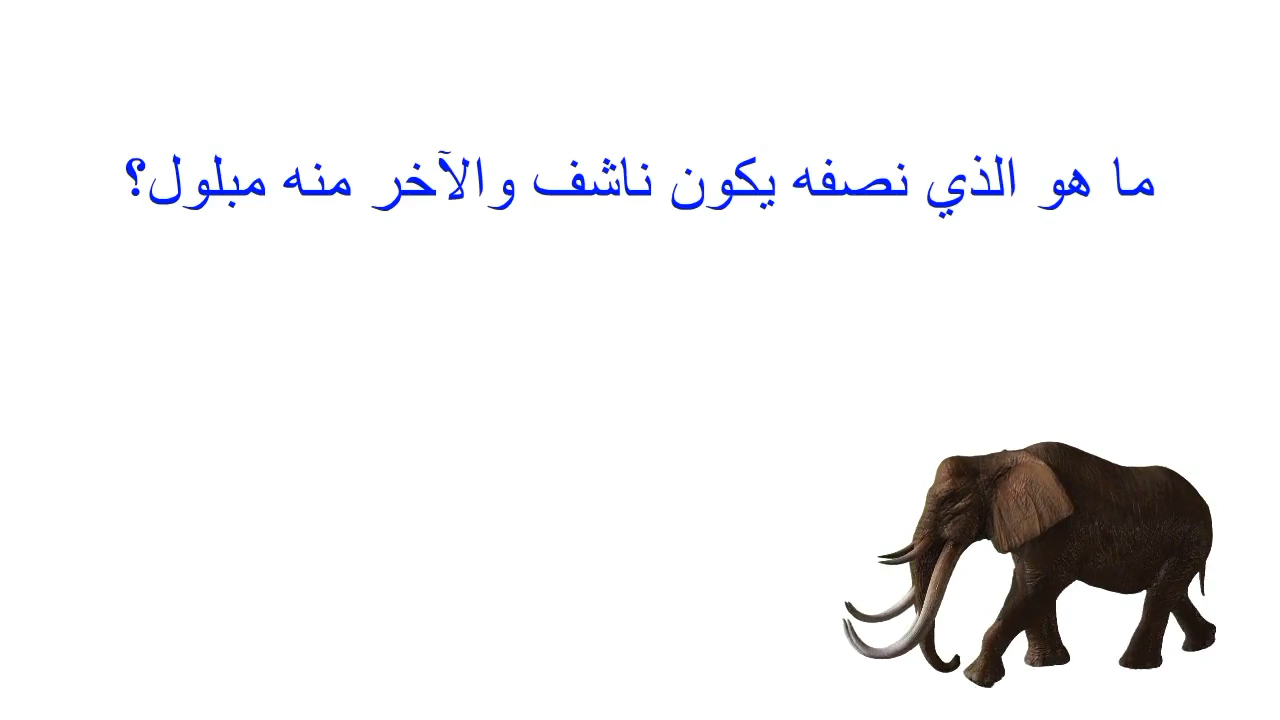 ما هو الذي نصفه يكون ناشف والآخر منه مبلول؟